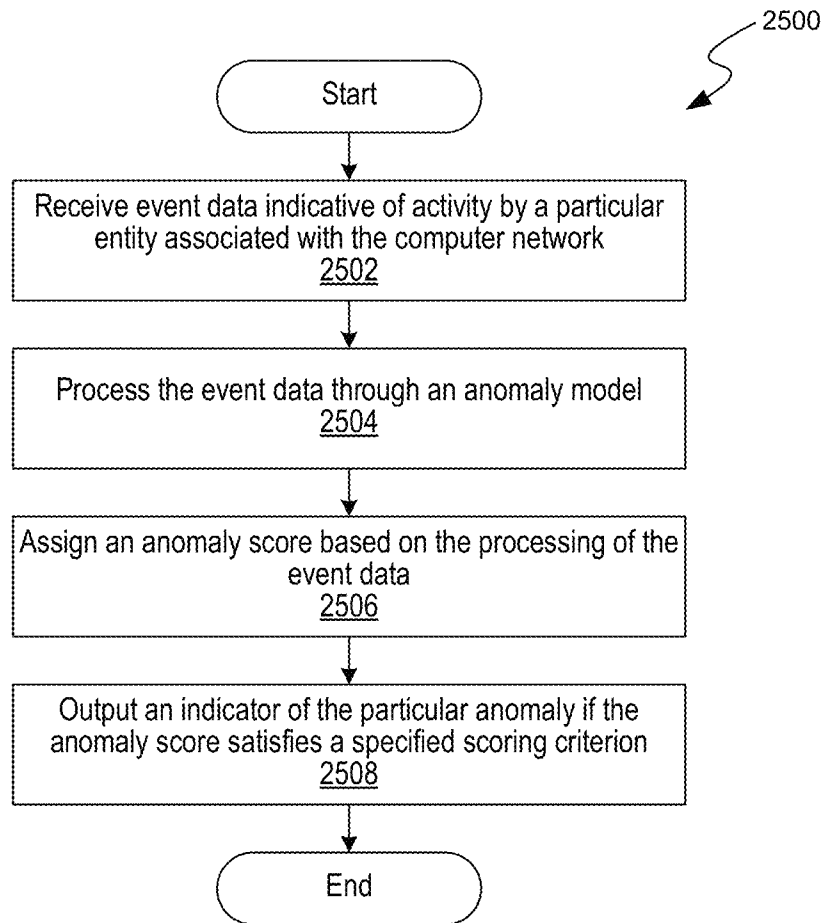 2500
Start
Receive event data indicative of activity by a particular
entity associated with the computer network
2502
Process the event data through an anomaly model
2504
Assign an anomaly score based on the processing of the
event data
2506
Output an indicator of the particular anomaly if the
anomaly score satisfies a specified scoring criterion
2508
End